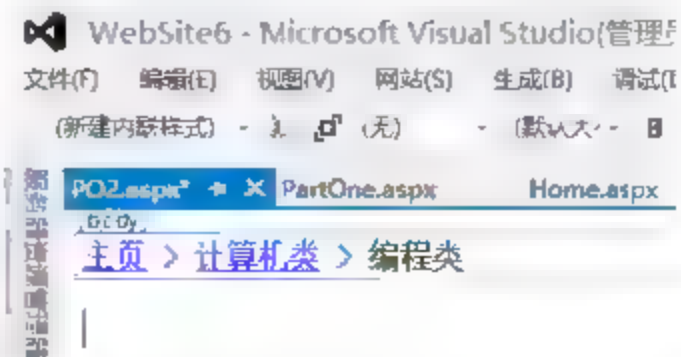 WebSite6 - Microsoft Visual Studio(管理员
文件(F) 编辑(E) 视图(V) 网站(S) 生成(B) 调试(
(新建内联样式) (无) (默认大 B
PO2.aspx* PartOne.aspx Home.aspx
body
主页 > 计算机类 > 编程类